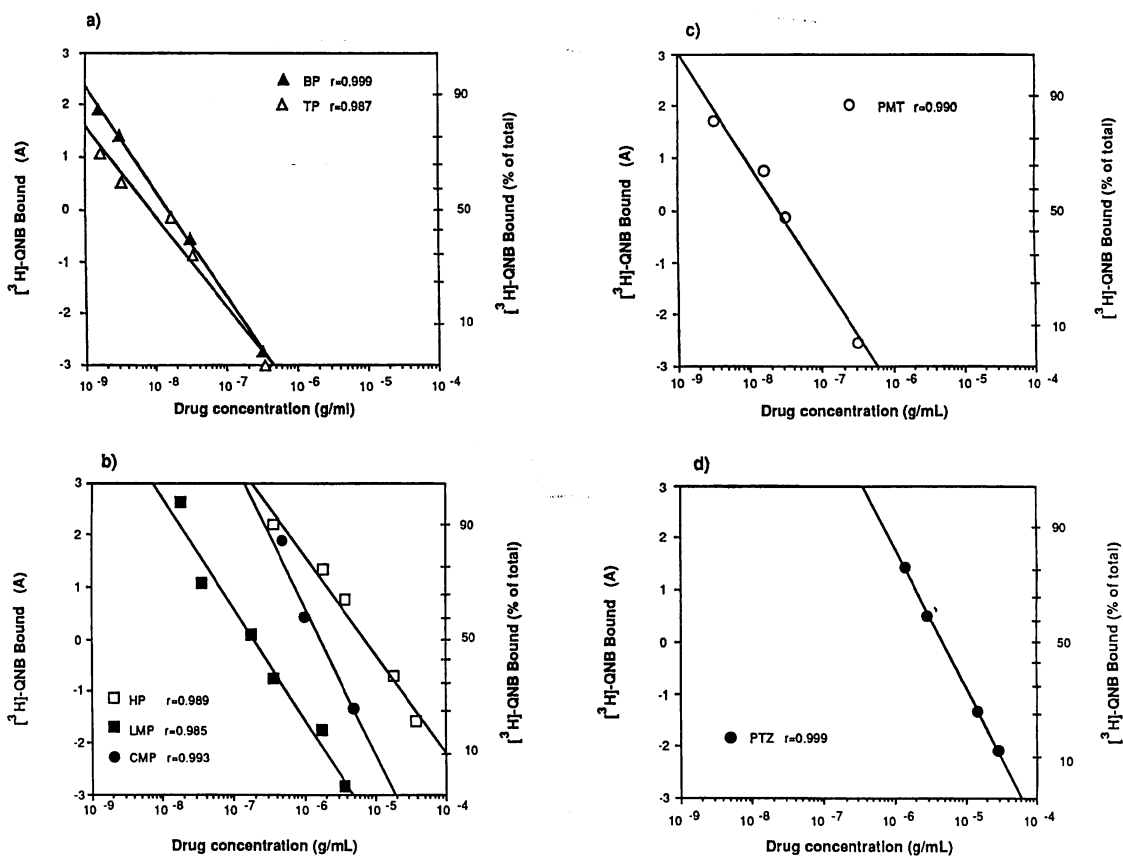 a)
3
2
1
0
-1
-2
-3
[3H]-QNB Bound (A)
90
50
10
[3H]-QNB Bound (% of total)
BP r=0.999
TP r=0.987
10 -9 10 -8 10 -7 10 -6 10 -5 10 -4
Drug concentration (g/ml)
c)
3
2
1
0
-1
-2
-3
[3H]-QNB Bound (A)
90
50
10
[3H]-QNB Bound (% of total)
PMT r=0.990
10 -9 10 -8 10 -7 10 -6 10 -5 10 -4
Drug concentration (g/mL)
b)
3
2
1
0
-1
-2
-3
[3H]-QNB Bound (A)
90
50
10
[3H]-QNB Bound (% of total)
HP r=0.989
LMP r=0.985
CMP r=0.993
10 -9 10 -8 10 -7 10 -6 10 -5 10 -4
Drug concentration (g/mL)
d)
3
2
1
0
-1
-2
-3
[3H]-QNB Bound (A)
90
50
10
[3H]-QNB Bound (% of total)
PTZ r=0.999
10 -9 10 -8 10 -7 10 -6 10 -5 10 -4
Drug concentration (g/mL)